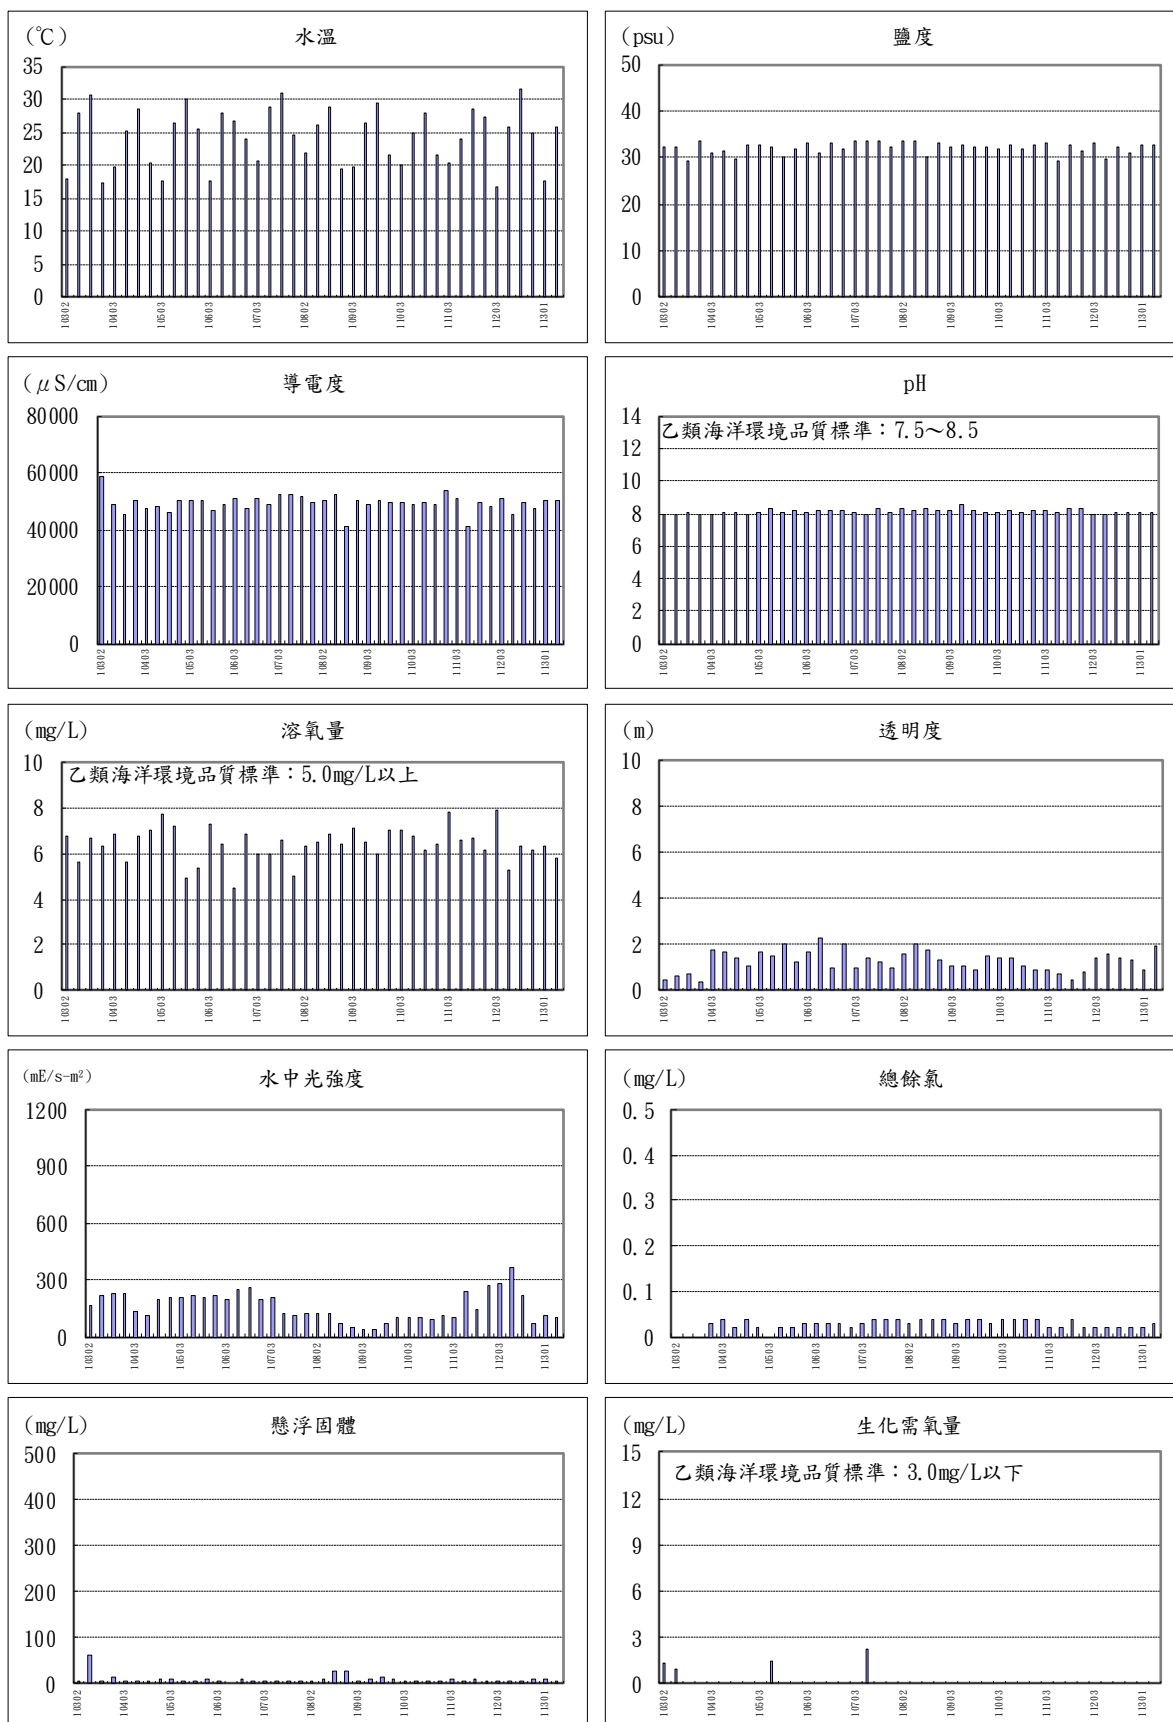 (℃) 水溫
35
30
25
20
15
10
5
0
10302 10403 10503 10603 10703 10802 10903 11003 11103 11203 11301
(psu) 鹽度
50
40
30
20
10
0
10302 10403 10503 10603 10703 10802 10903 11003 11103 11203 11301
(μS/cm) 導電度
80000
60000
40000
20000
0
10302 10403 10503 10603 10703 10802 10903 11003 11103 11203 11301
pH
14
乙類海洋環境品質標準：7.5～8.5
12
10
8
6
4
2
0
10302 10403 10503 10603 10703 10802 10903 11003 11103 11203 11301
(mg/L) 溶氧量
10
乙類海洋環境品質標準：5.0mg/L以上
8
6
4
2
0
10302 10403 10503 10603 10703 10802 10903 11003 11103 11203 11301
(m) 透明度
10
8
6
4
2
0
10302 10403 10503 10603 10703 10802 10903 11003 11103 11203 11301
(mE/s-m²) 水中光強度
1200
900
600
300
0
10302 10403 10503 10603 10703 10802 10903 11003 11103 11203 11301
(mg/L) 總餘氯
0.5
0.4
0.3
0.2
0.1
0
10302 10403 10503 10603 10703 10802 10903 11003 11103 11203 11301
(mg/L) 懸浮固體
500
400
300
200
100
0
10302 10403 10503 10603 10703 10802 10903 11003 11103 11203 11301
(mg/L) 生化需氧量
15
乙類海洋環境品質標準：3.0mg/L以下
12
9
6
3
0
10302 10403 10503 10603 10703 10802 10903 11003 11103 11203 11301